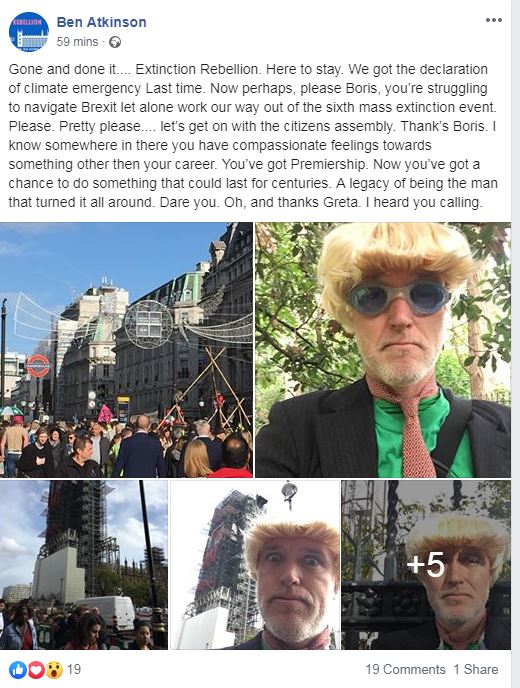 REBELLION
Ben Atkinson
59 mins ·
Gone and done it.... Extinction Rebellion. Here to stay. We got the declaration
of climate emergency Last time. Now perhaps, please Boris, you’re struggling
to navigate Brexit let alone work our way out of the sixth mass extinction event.
Please. Pretty please.... let’s get on with the citizens assembly. Thank’s Boris. I
know somewhere in there you have compassionate feelings towards
something other then your career. You’ve got Premiership. Now you’ve got a
chance to do something that could last for centuries. A legacy of being the man
that turned it all around. Dare you. Oh, and thanks Greta. I heard you calling.
UNDERGROUND
+5
19
19 Comments 1 Share